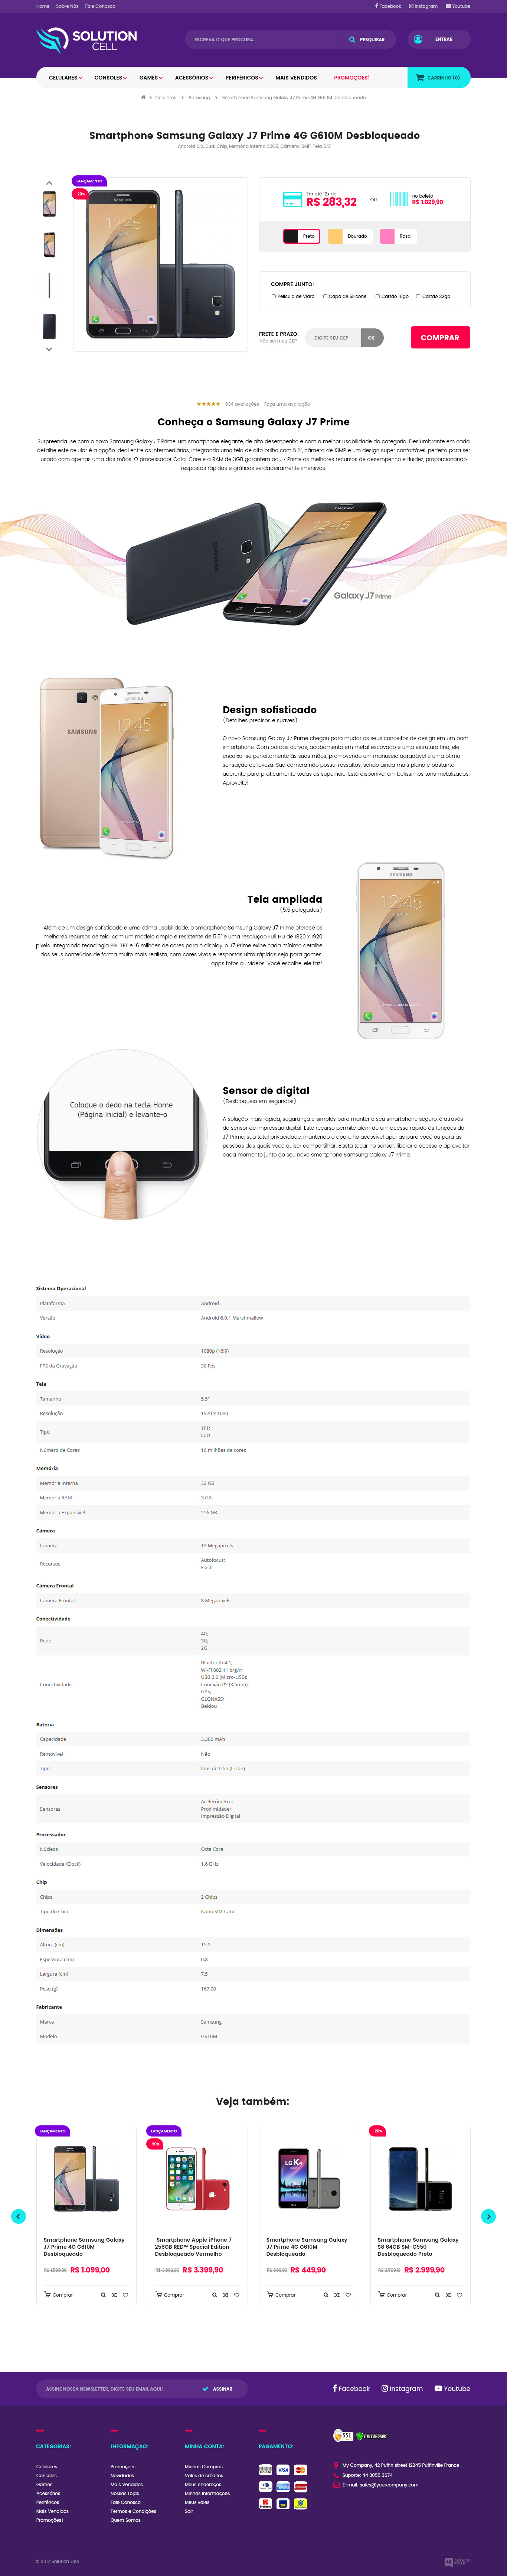 Home Sobre Nós Fale Conosco
Facebook Instagram Youtube
SOLUTION
CELL
ESCREVA O QUE PROCURA...
PESQUISAR
ENTRAR
CELULARES CONSOLES GAMES ACESSÓRIOS PERIFÉRICOS MAIS VENDIDOS PROMOÇÕES!
CARRINHO (0)
Celulares > Samsung > Smartphone Samsung Galaxy J7 Prime 4G G610M Desbloqueado
Smartphone Samsung Galaxy J7 Prime 4G G610M Desbloqueado
Android 6.0, Dual Chip, Memória Interna 32GB, Câmera 13MP, Tela 5.5"
LANÇAMENTO
-30%
Em até 12x de
R$ 283,32
OU
no boleto
R$ 1.029,90
Preto Dourado Rosa
COMPRE JUNTO:
Película de Vidro Capa de Silicone Cartão 16gb Cartão 32gb
FRETE E PRAZO:
Não sei meu CEP
DIGITE SEU CEP
OK
COMPRAR
634 avaliações - Faça uma avaliação
Conheça o Samsung Galaxy J7 Prime
Surpreenda-se com o novo Samsung Galaxy J7 Prime, um smartphone elegante, de alto desempenho e com a melhor usabilidade da categoria. Deslumbrante em cada
detalhe este celular é a opção ideal entre os intermediários, integrando uma tela de alto brilho com 5.5", câmera de 13MP e um design super confortável, perfeito para ser
usado com apenas uma das mãos. O processador Octa-Core e a RAM de 3GB garantem ao J7 Prime os melhores recursos de desempenho e fluidez, proporcionando
respostas rápidas e gráficos verdadeiramente imersivos.
SAMSUNG
Galaxy J7 Prime
Design sofisticado
(Detalhes precisos e suaves)
O novo Samsung Galaxy J7 Prime chegou para mudar os seus conceitos de design em um bom
smartphone. Com bordas curvas, acabamento em metal escovado e uma estrutura fina, ele
encaixa-se perfeitamente às suas mãos, promovendo um manuseio agradável e uma ótima
sensação de leveza. Sua câmera não possui ressaltos, sendo ainda mais plano e bastante
aderente para praticamente todas as superfície. Está disponível em belíssimos tons metalizados.
Aproveite!
Tela ampliada
(5.5 polegadas)
Além de um design sofisticado e uma ótima usabilidade, o smartphone Samsung Galaxy J7 Prime oferece os
melhores recursos de tela, com um modelo amplo e resistente de 5.5" e uma resolução FULL HD de 1820 x 1920
pixels. Integrando tecnologia PSL TFT e 16 milhões de cores para o display, o J7 Prime exibe cada mínimo detalhe
dos seus conteúdos de forma muito mais realista, com cores vivas e respostas ultra rápidas seja para games,
apps fotos ou vídeos. Você escolhe, ele faz!
SAMSUNG
12:45
Coloque o dedo na tecla Home
(Página Inicial) e levante-o
Sensor de digital
(Desbloqueio em segundos)
A solução mais rápida, segurança e simples para manter o seu smartphone longe do perigo, é através
do sensor de impressão digital. Este recurso permite além de um acesso rápido às funções do
J7 Prime, sua total privacidade, mantendo o aparelho acessível apenas para você ou para as
pessoas das quais você quiser compartilhar. Basta tocar no no sensor, liberar o acesso e aproveitar
cada momento junto ao seu novo smartphone Samsung Galaxy J7 Prime.
Sistema Operacional
Plataforma Android
Versão Android 6.0.1 Marshmallow
Vídeo
Resolução 1080p (16:9)
FPS da Gravação 30 Fps
Tela
Tamanho 5.5"
Resolução 1920 x 1080
Tipo TFT;
LCD
Número de Cores 16 milhões de cores
Memória
Memória Interna 32 GB
Memória RAM 3 GB
Memória Expansível 256 GB
Câmera
Câmera 13 Megapixels
Recursos Autofocus;
Flash
Câmera Frontal
Câmera Frontal 8 Megapixels
Conectividade
Rede 4G;
3G;
2G
Conectividade Bluetooth 4.1;
Wi-Fi 802.11 b/g/n;
USB 2.0 (Micro-USB);
Conexão P2 (3,5mm);
GPS;
GLONASS;
Beidou
Bateria
Capacidade 3.300 mAh
Removível Não
Tipo Íons de Lítio (Li-Ion)
Sensores
Sensores Acelerômetro;
Proximidade;
Impressão Digital
Processador
Núcleos Octa Core
Velocidade (Clock) 1.6 GHz
Chip
Chips 2 Chips
Tipo do Chip Nano SIM Card
Dimensões
Altura (cm) 15.2
Espessura (cm) 0.8
Largura (cm) 7.5
Peso (g) 167,00
Fabricante
Marca Samsung
Modelo G610M
Veja também:
LANÇAMENTO
LANÇAMENTO
-30%
-30%
Smartphone Samsung Galaxy
J7 Prime 4G G610M
Desbloqueado
R$ 1.099,00
Comprar
Smartphone Apple iPhone 7
256GB RED™ Special Edition
Desbloqueado Vermelho
R$ 3.399,90
Comprar
Smartphone Samsung Galaxy
J7 Prime 4G G610M
Desbloqueado
R$ 449,90
Comprar
Smartphone Samsung Galaxy
S8 64GB SM-G950
Desbloqueado Preto
R$ 2.999,90
Comprar
ASSINE NOSSA NEWSLETTER, DIGITE SEU EMAIL AQUI!
ASSINAR
Facebook Instagram Youtube
CATEGORIAS:
Celulares
Consoles
Games
Acessórios
Periféricos
Mais Vendidos
Promoções!
INFORMAÇÃO:
Promoções
Novidades
Mais Vendidos
Nossas Lojas
Fale Conosco
Termos e Condições
Quem Somos
MINHA CONTA:
Minhas Compras
Vales de créditos
Meus endereços
Minhas Informações
Meus vales
Sair
PAGAMENTO:
VISA
SSL
SITE BLINDADO
My Company, 42 Puffin street 12345 Puffinville France
Suporte: 44 3055 3674
E-mail: sales@yourcompany.com
© 2017 Solution Cell